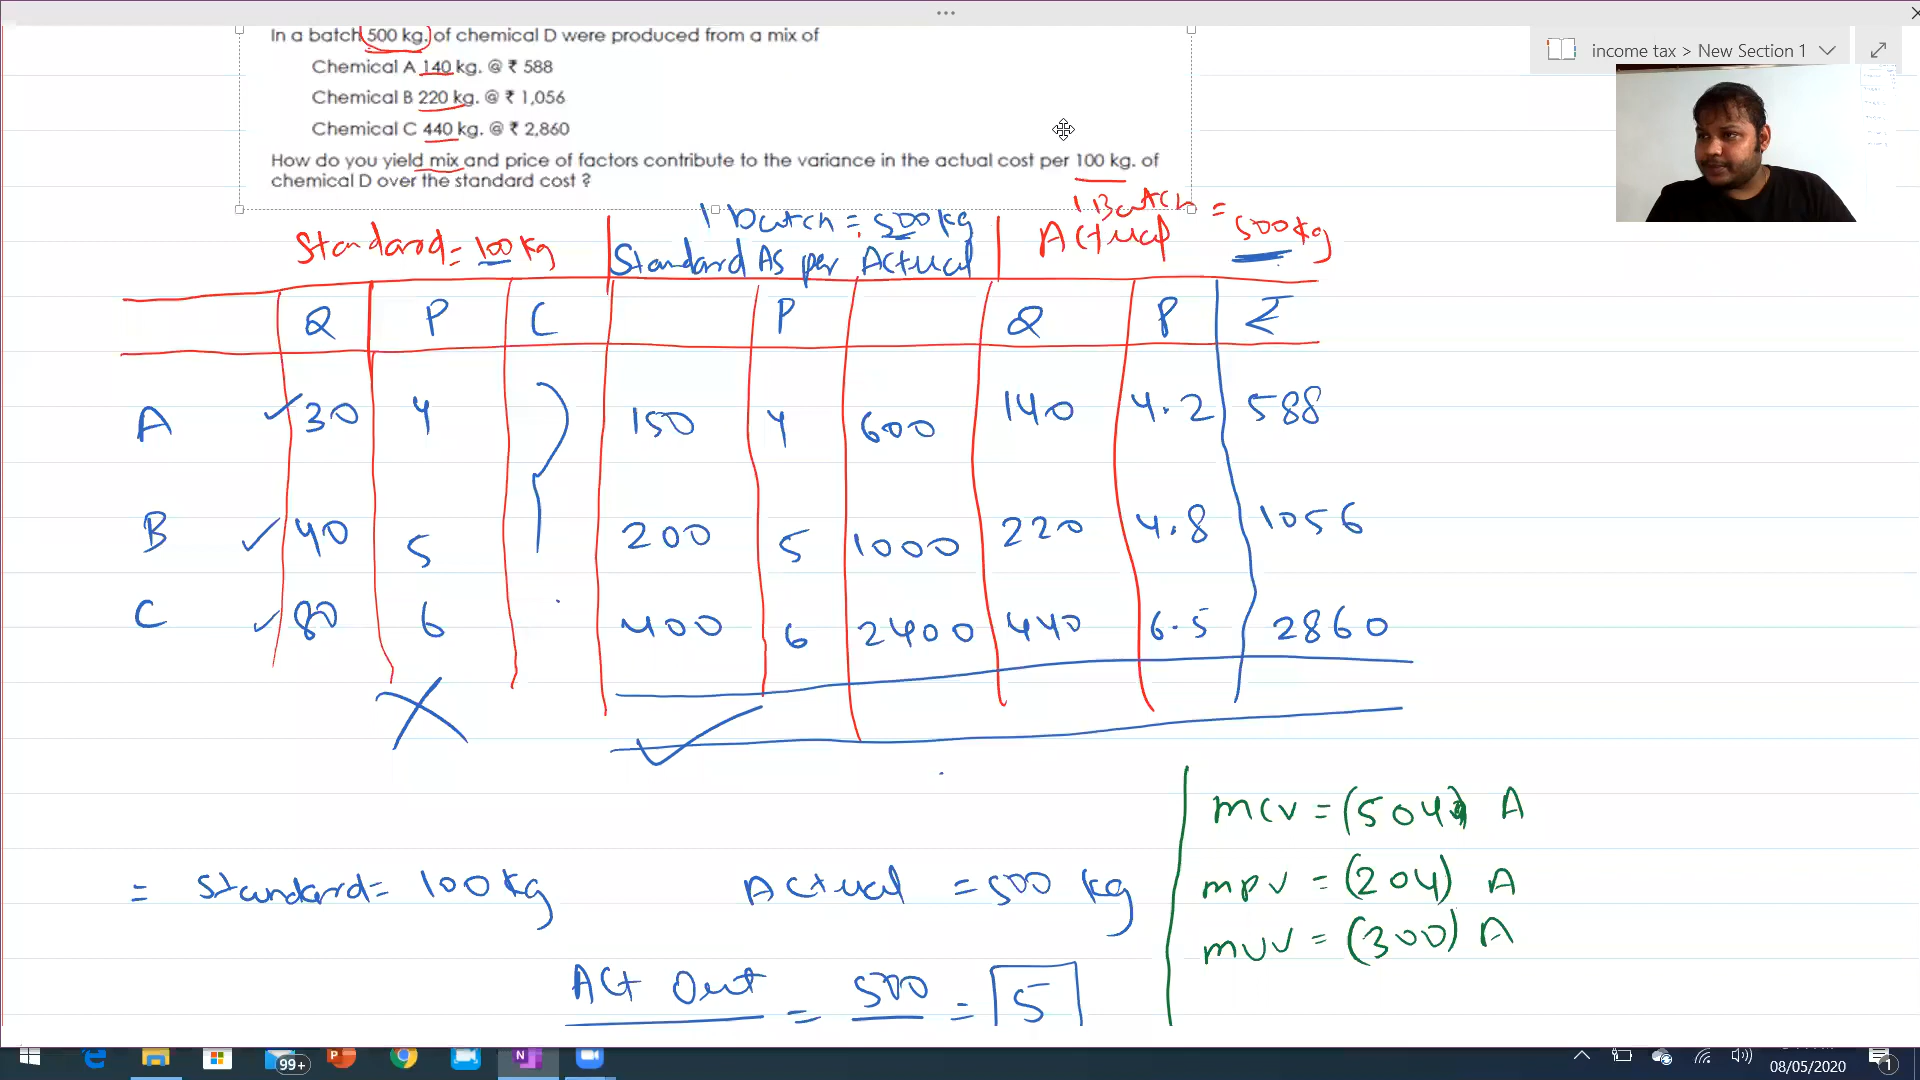 income tax > New Section 1
In a batch 500 kg. of chemical D were produced from a mix of
Chemical A 140 kg. @ ₹ 588
Chemical B 220 kg. @ ₹ 1,056
Chemical C 440 kg. @ ₹ 2,860
How do you yield mix and price of factors contribute to the variance in the actual cost per 100 kg. of
chemical D over the standard cost ?
1 batch = 500 kg
1 Batch = 500 kg
Standard = 100 kg
Standard As per Actual
Actual
Q P C P Q P ₹
A 30 4 150 4 600 140 4.2 588
B 40 5 200 5 1000 220 4.8 1056
C 80 6 400 6 2400 440 6.5 2860
mcv = (504) A
= Standard = 100 kg Actual = 500 kg
mpv = (204) A
muv = (300) A
Act Out = 500 = 5
99+
08/05/2020
1